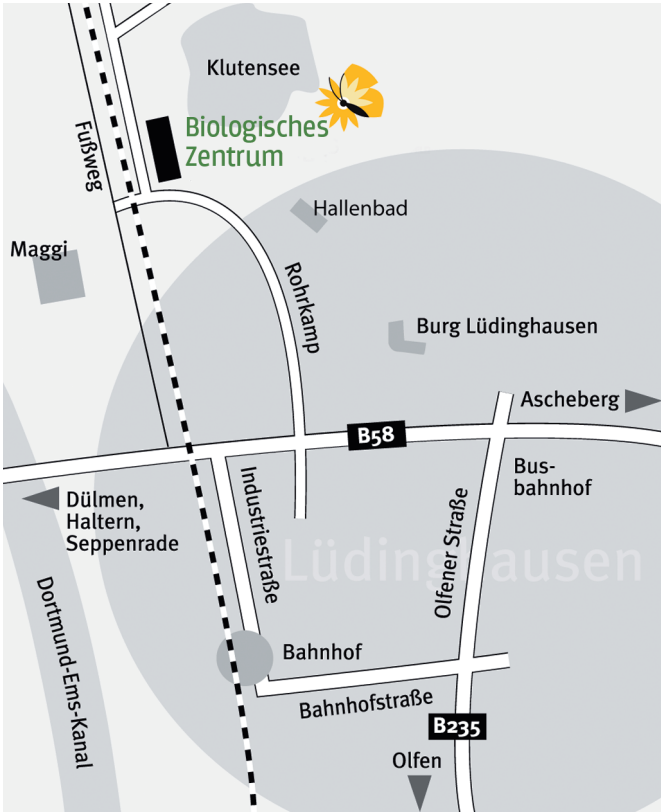 Klutensee
Biologisches
Zentrum
Fußweg
Hallenbad
Maggi
Rohrkamp
Burg Lüdinghausen
Ascheberg
B58
Bus-
bahnhof
Dülmen,
Haltern,
Seppenrade
Industriestraße
Olfener Straße
Lüdinghausen
Dortmund-Ems-Kanal
Bahnhof
Bahnhofstraße
B235
Olfen